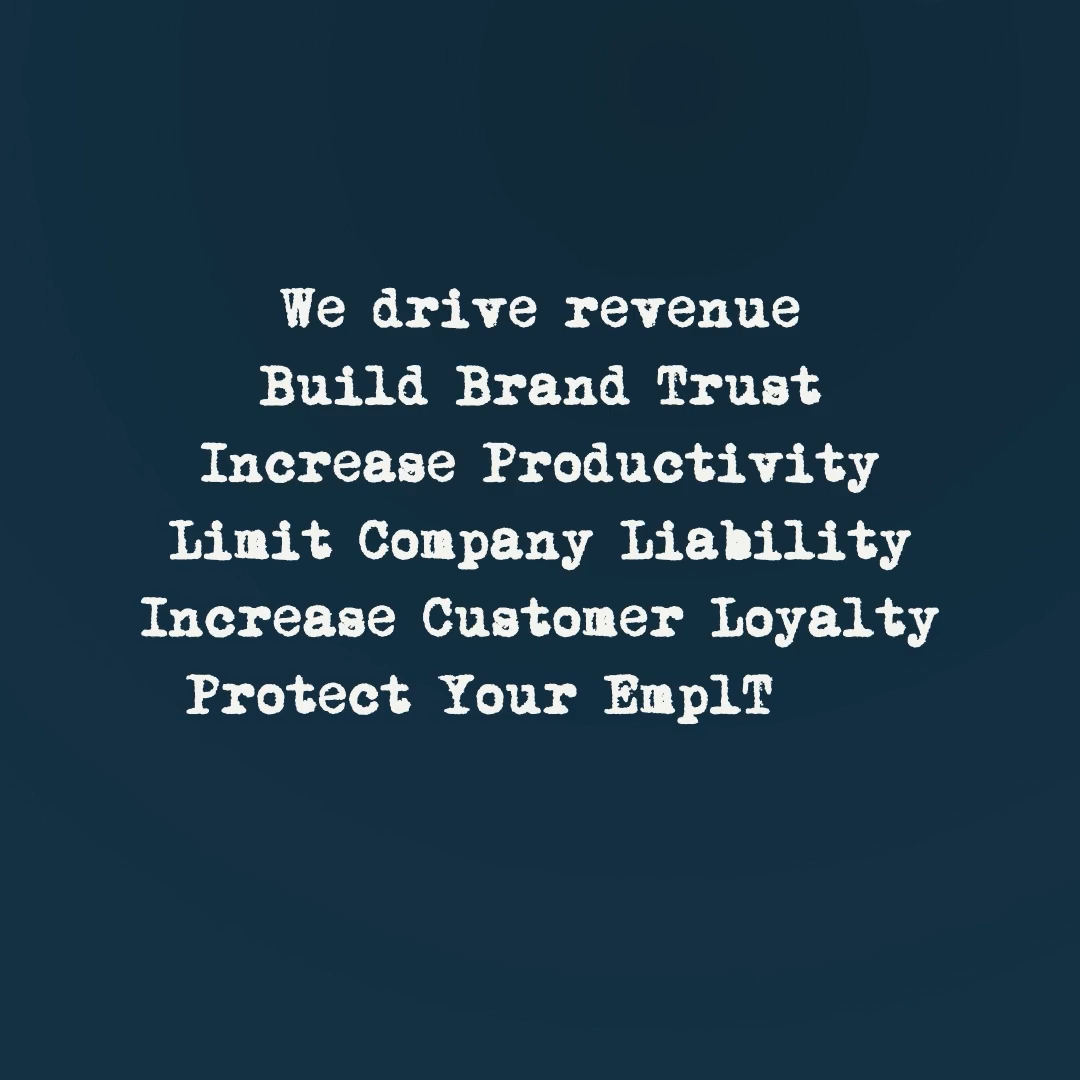 We drive revenue
Build Brand Trust
Increase Productivity
Limit Company Liability
Increase Customer Loyalty
Protect Your EmplT